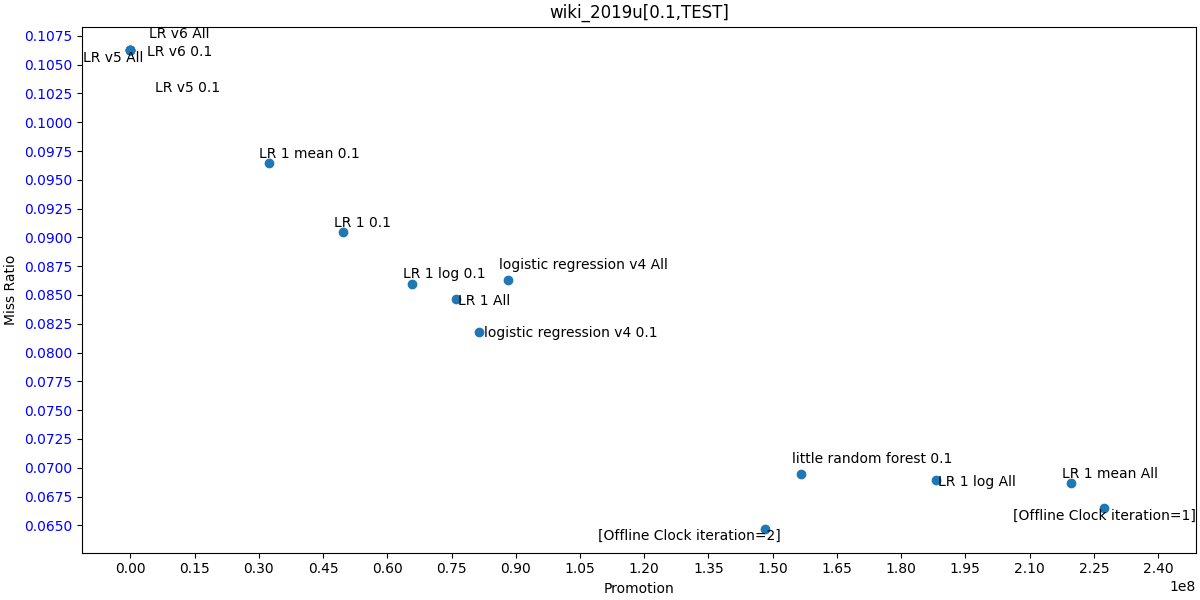 wiki_2019u[0.1,TEST]
0.1075
0.1050
0.1025
0.1000
0.0975
0.0950
0.0925
0.0900
0.0875
0.0850
0.0825
0.0800
0.0775
0.0750
0.0725
0.0700
0.0675
0.0650
Miss Ratio
LR v6 All
LR v6 0.1
LR v5 All
LR v5 0.1
LR 1 mean 0.1
LR 1 0.1
logistic regression v4 All
LR 1 log 0.1
LR 1 All
logistic regression v4 0.1
little random forest 0.1
LR 1 mean All
LR 1 log All
[Offline Clock iteration=1]
[Offline Clock iteration=2]
0.00 0.15 0.30 0.45 0.60 0.75 0.90 1.05 1.20 1.35 1.50 1.65 1.80 1.95 2.10 2.25 2.40
1e8
Promotion